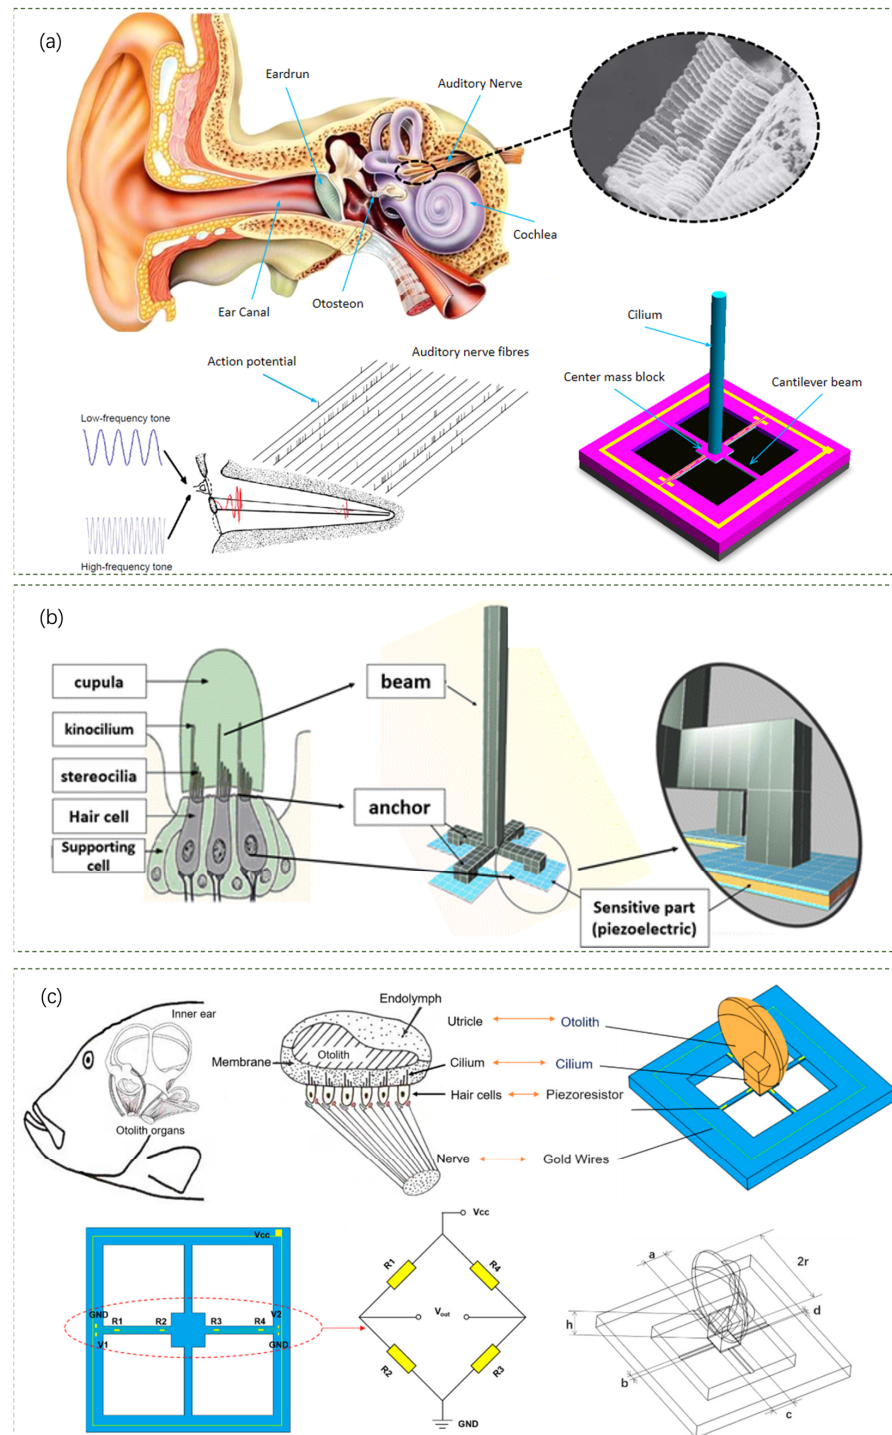 (a)
Eardrun
Auditory Nerve
Cochlea
Otosteon
Ear Canal
Cilium
Center mass block
Cantilever beam
Action potential
Auditory nerve fibres
Low-frequency tone
High-frequency tone
(b)
cupula
kinocilium
stereocilia
Hair cell
Supporting
cell
beam
anchor
Sensitive part
(piezoelectric)
(c)
Inner ear
Otolith organs
Endolymph
Otolith
Membrane
Cilium
Hair cells
Nerve
Utricle
Otolith
Cilium
Piezoresistor
Gold Wires
Vcc
GND
R1
R2
R3
R4
V2
V1
GND
Vcc
R1
R4
Vout
R2
R3
GND
a
2r
d
h
b
c